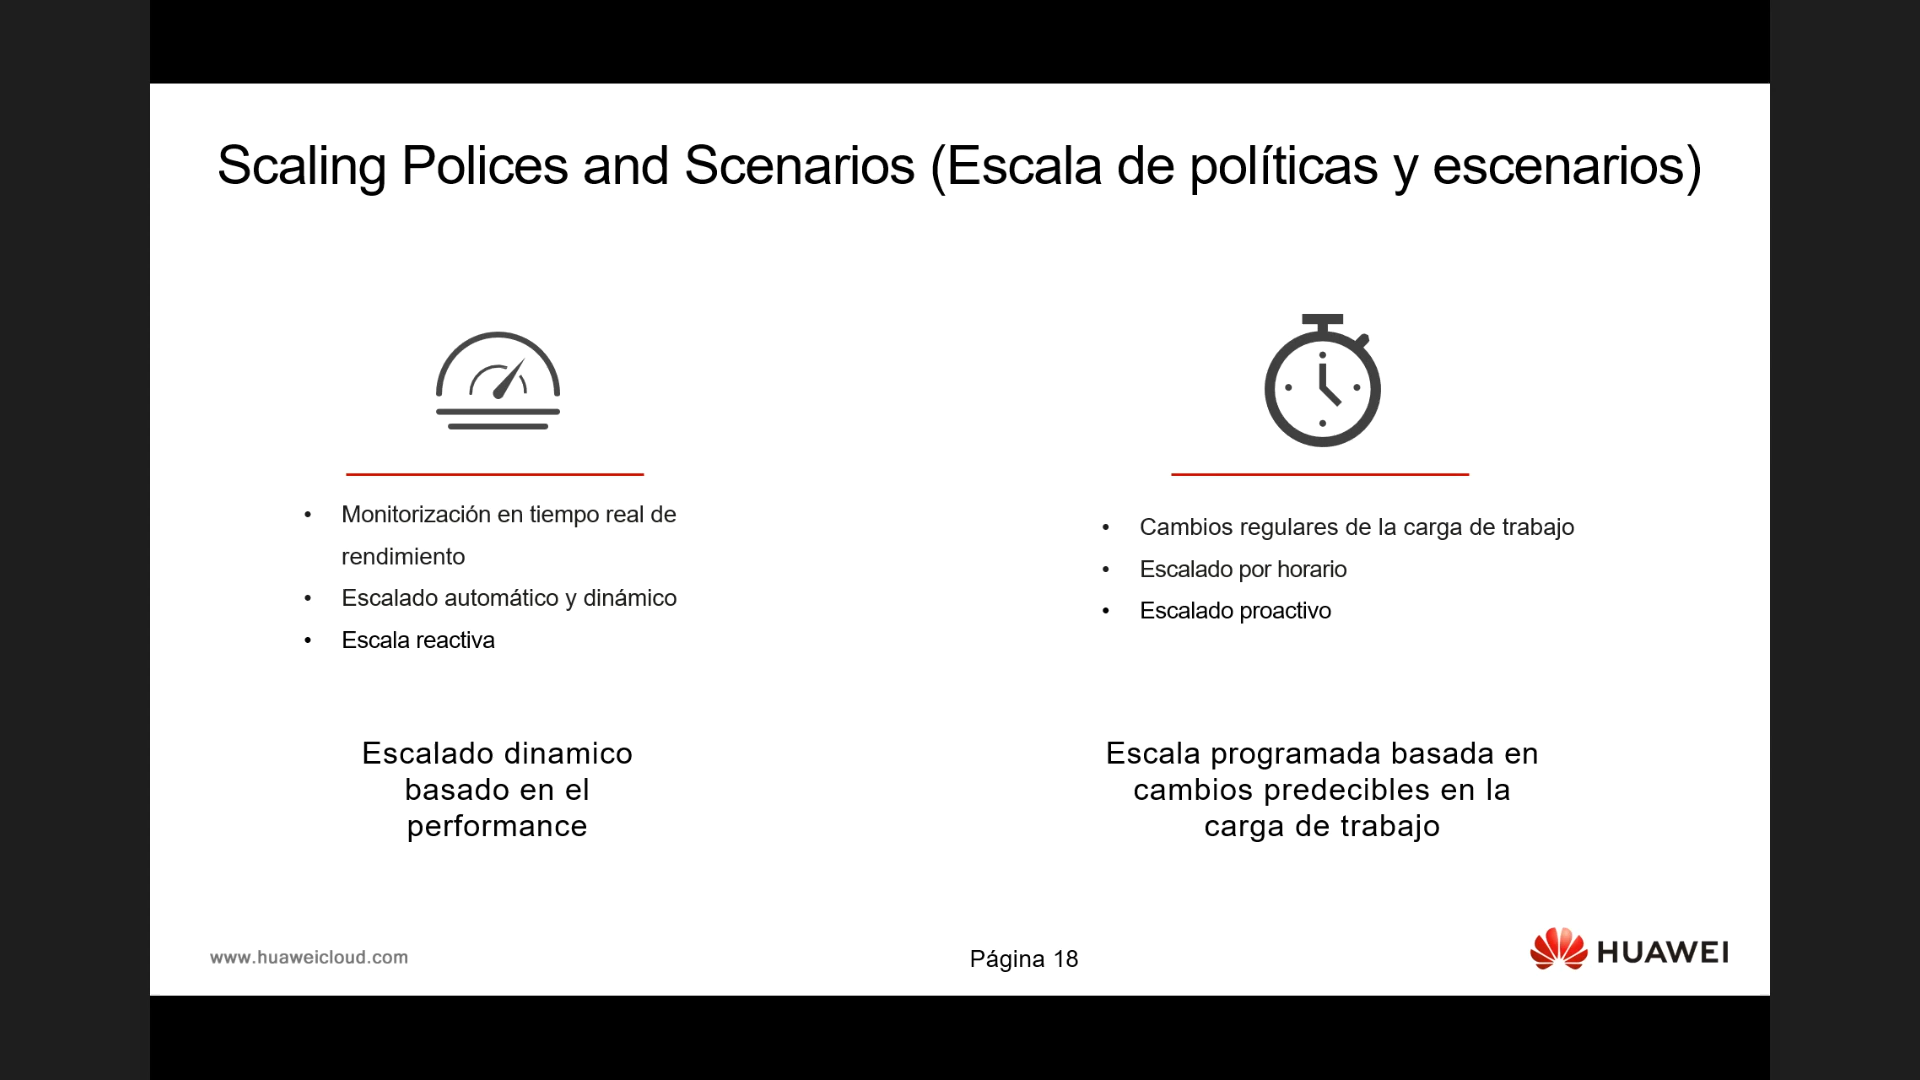 Scaling Polices and Scenarios (Escala de políticas y escenarios)
• Monitorización en tiempo real de
rendimiento
• Escalado automático y dinámico
• Escala reactiva
Escalado dinamico
basado en el
performance
• Cambios regulares de la carga de trabajo
• Escalado por horario
• Escalado proactivo
Escala programada basada en
cambios predecibles en la
carga de trabajo
www.huaweicloud.com
Página 18
HUAWEI